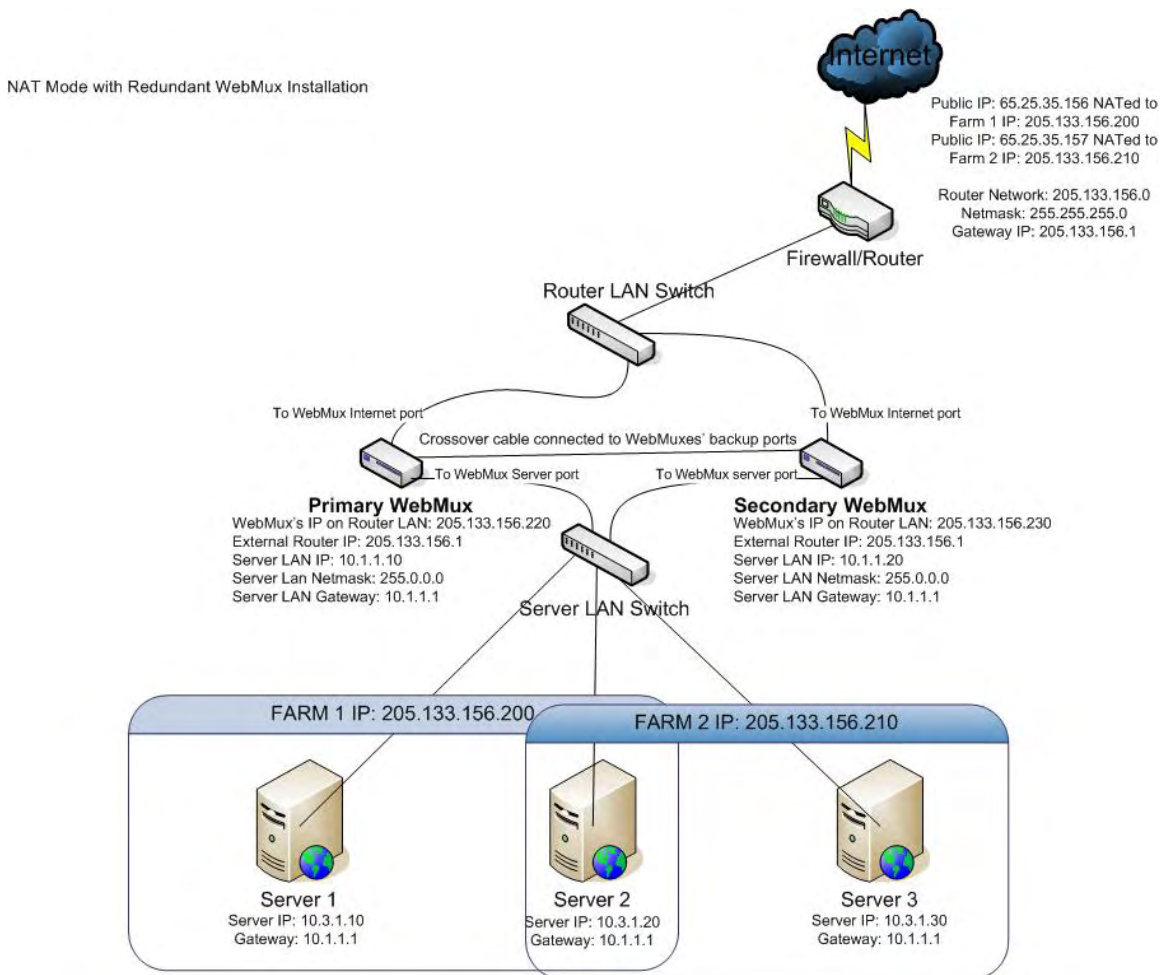 Internet
NAT Mode with Redundant WebMux Installation
Public IP: 65.25.35.156 NATed to
Farm 1 IP: 205.133.156.200
Public IP: 65.25.35.157 NATed to
Farm 2 IP: 205.133.156.210
Router Network: 205.133.156.0
Netmask: 255.255.255.0
Gateway IP: 205.133.156.1
Firewall/Router
Router LAN Switch
To WebMux Internet port
To WebMux Internet port
Crossover cable connected to WebMuxes' backup ports
To WebMux Server port
To WebMux server port
Primary WebMux
WebMux's IP on Router LAN: 205.133.156.220
External Router IP: 205.133.156.1
Server LAN IP: 10.1.1.10
Server Lan Netmask: 255.0.0.0
Server LAN Gateway: 10.1.1.1
Secondary WebMux
WebMux's IP on Router LAN: 205.133.156.230
External Router IP: 205.133.156.1
Server LAN IP: 10.1.1.20
Server LAN Netmask: 255.0.0.0
Server LAN Gateway: 10.1.1.1
Server LAN Switch
FARM 1 IP: 205.133.156.200
FARM 2 IP: 205.133.156.210
Server 1
Server IP: 10.3.1.10
Gateway: 10.1.1.1
Server 2
Server IP: 10.3.1.20
Gateway: 10.1.1.1
Server 3
Server IP: 10.3.1.30
Gateway: 10.1.1.1